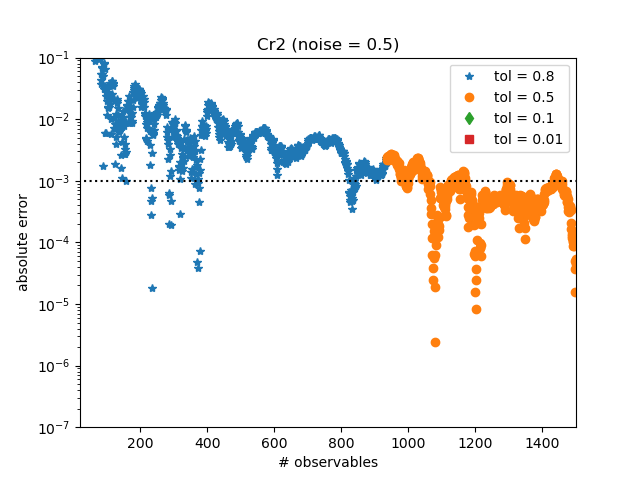 Cr2 (noise = 0.5)
absolute error
10⁻¹
10⁻²
10⁻³
10⁻⁴
10⁻⁵
10⁻⁶
10⁻⁷
tol = 0.8
tol = 0.5
tol = 0.1
tol = 0.01
200 400 600 800 1000 1200 1400
# observables